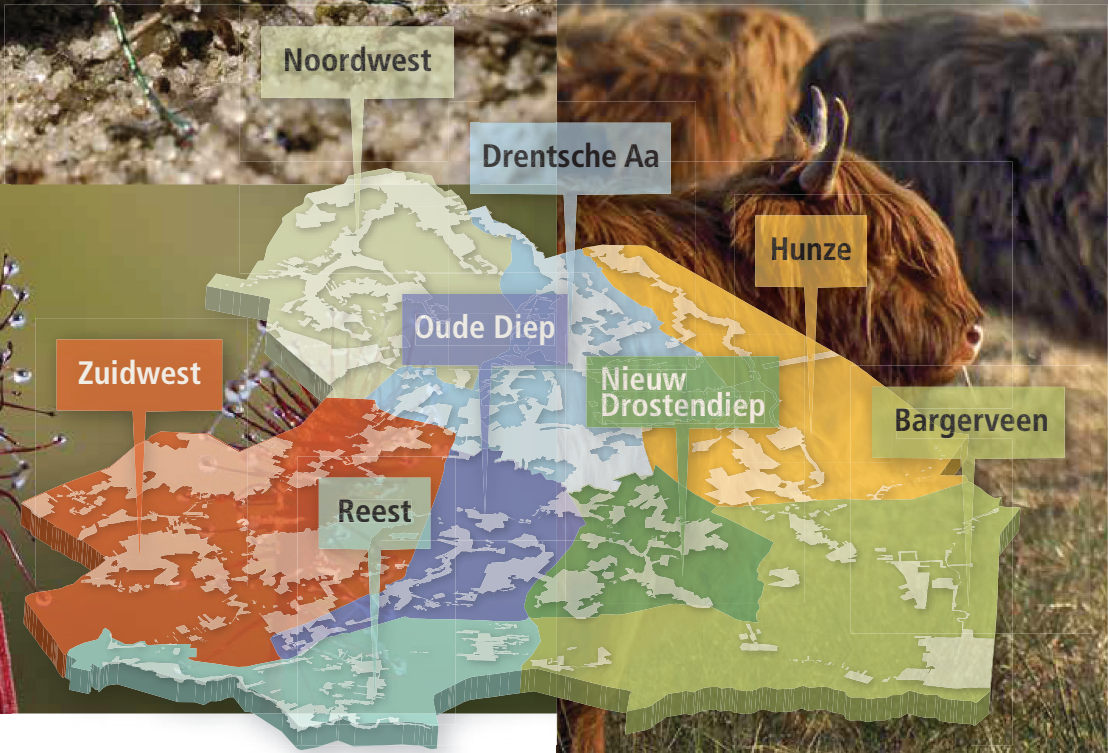 Noordwest
Drentsche Aa
Hunze
Oude Diep
Zuidwest
Nieuw
Drostendiep
Bargerveen
Reest